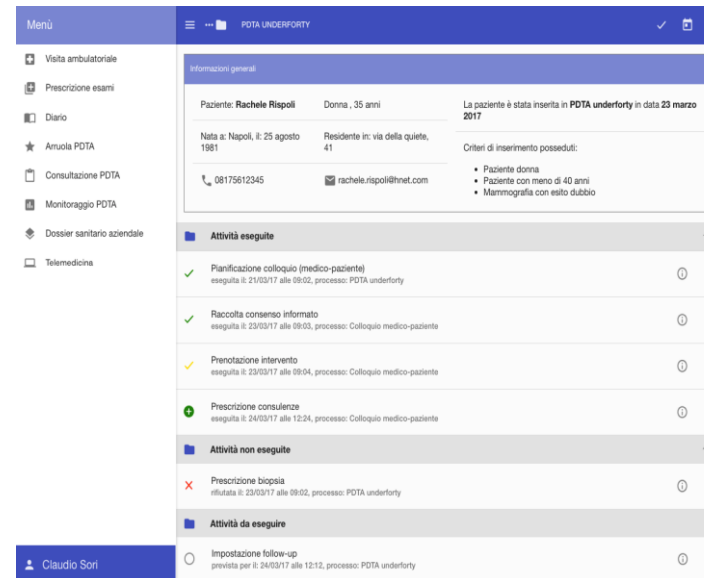 Menù
Visita ambulatoriale
Prescrizione esami
Diario
Arruola PDTA
Consultazione PDTA
Monitoraggio PDTA
Dossier sanitario aziendale
Telemedicina
Claudio Sori
PDTA UNDERFORTY
Informazioni generali
Paziente: Rachele Rispoli
Donna , 35 anni
Nata a: Napoli, il: 25 agosto
1981
Residente in: via della quiete,
41
08175612345
rachele.rispoli@hnet.com
La paziente è stata inserita in PDTA underforty in data 23 marzo
2017
Criteri di inserimento posseduti:
• Paziente donna
• Paziente con meno di 40 anni
• Mammografia con esito dubbio
Attività eseguite
Pianificazione colloquio (medico-paziente)
eseguita il: 21/03/17 alle 09:02, processo: PDTA underforty
Raccolta consenso informato
eseguita il: 23/03/17 alle 09:03, processo: Colloquio medico-paziente
Prenotazione intervento
eseguita il: 23/03/17 alle 09:04, processo: Colloquio medico-paziente
Prescrizione consulenze
eseguita il: 24/03/17 alle 12:24, processo: Colloquio medico-paziente
Attività non eseguite
Prescrizione biopsia
rifiutata il: 23/03/17 alle 09:02, processo: PDTA underforty
Attività da eseguire
Impostazione follow-up
prevista per il: 24/03/17 alle 12:12, processo: PDTA underforty